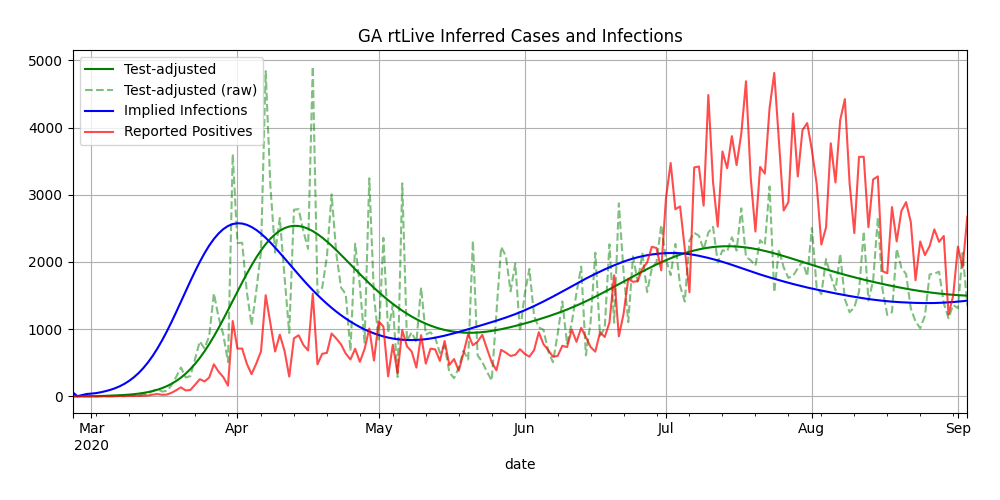 GA rtLive Inferred Cases and Infections
5000
4000
3000
2000
1000
0
Test-adjusted
Test-adjusted (raw)
Implied Infections
Reported Positives
Mar Apr May Jun Jul Aug Sep
2020
date